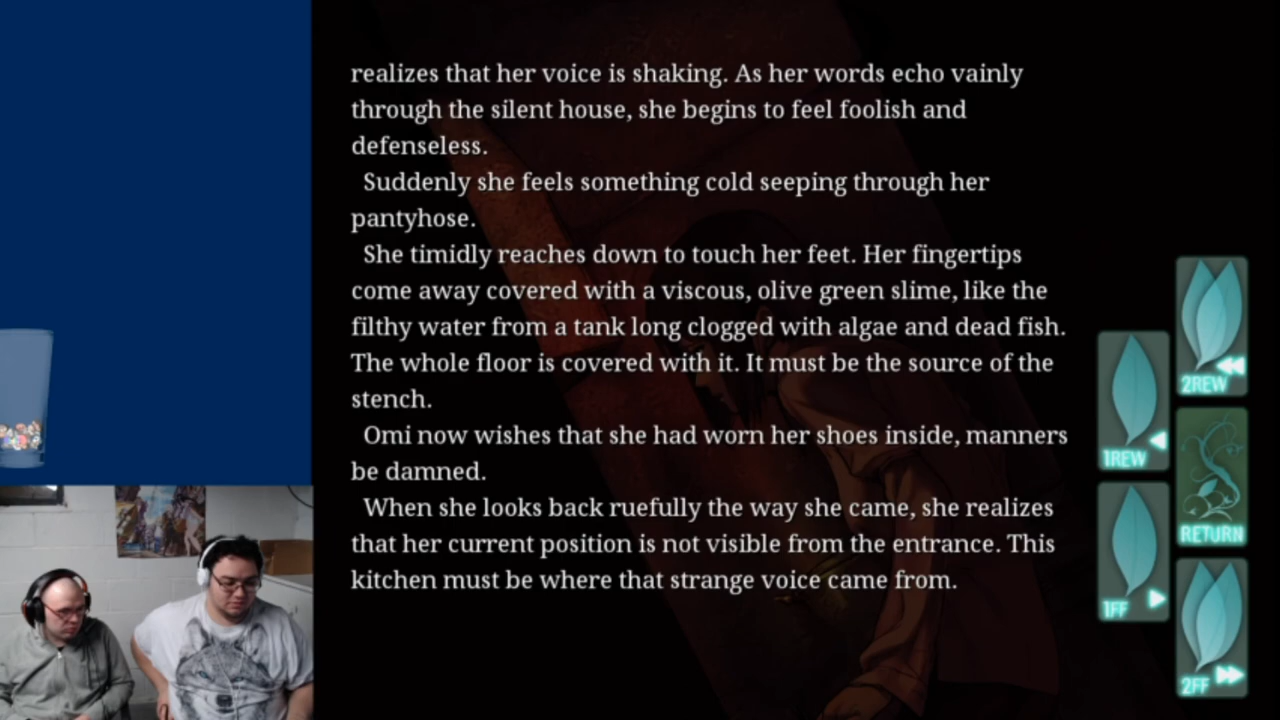 realizes that her voice is shaking. As her words echo vainly
through the silent house, she begins to feel foolish and
defenseless.
Suddenly she feels something cold seeping through her
pantyhose.
She timidly reaches down to touch her feet. Her fingertips
come away covered with a viscous, olive green slime, like the
filthy water from a tank long clogged with algae and dead fish.
The whole floor is covered with it. It must be the source of the
stench.
Omi now wishes that she had worn her shoes inside, manners
be damned.
When she looks back ruefully the way she came, she realizes
that her current position is not visible from the entrance. This
kitchen must be where that strange voice came from.
2REW
1REW
RETURN
1FF
2FF